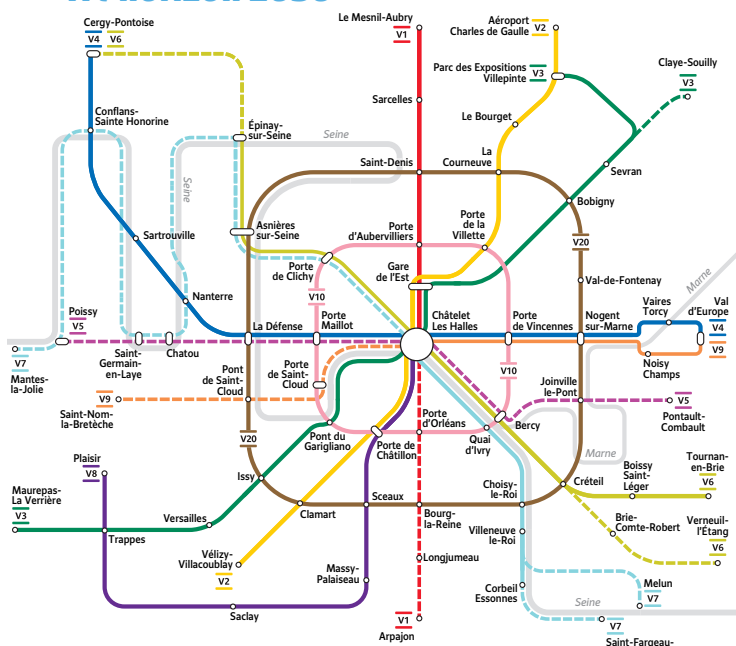 Cergy-Pontoise
V4 V6
Le Mesnil-Aubry
V1
Aéroport
Charles de Gaulle
V2
Parc des Expositions
Villepinte
V3
Claye-Souilly
V3
Conflans-
Sainte Honorine
Sarcelles
Le Bourget
Épinay-
sur-Seine
Seine
Seine
Saint-Denis
La
Courneuve
Sevran
Bobigny
Sartrouville
Asnières
sur-Seine
Porte
d'Aubervilliers
Porte
de la
Villette
V20
Porte
de Clichy
Gare
de l'Est
Val-de-Fontenay
Marne
Nanterre
V10
Poissy
V5
La Défense
Porte
Maillot
Châtelet
Les Halles
Porte
de Vincennes
Nogent
sur-Marne
Vaires
Torcy
Val
d'Europe
V4
V9
V7
Mantes-
la-Jolie
Saint-
Germain-
en-Laye
Chatou
Pont
de Saint-
Cloud
Porte
de Saint-
Cloud
V10
Noisy
Champs
V9
Saint-Nom-
la-Bretèche
Joinville
le-Pont
V5
Pontault-
Combault
V20
Pont du
Garigliano
Porte
d'Orléans
Bercy
Quai
d'Ivry
Porte de
Châtillon
Marne
Plaisir
V8
Issy
Créteil
Boissy
Saint-
Léger
Tournan-
en-Brie
V6
Maurepas-
La Verrière
V3
Versailles
Clamart
Sceaux
Bourg-
la-Reine
Choisy-
le-Roi
Trappes
Villeneuve
le-Roi
Brie-
Comte-Robert
Verneuil-
l'Étang
V6
Vélizy-
Villacoublay
V2
Massy-
Palaiseau
Longjumeau
Corbeil
Essonnes
Melun
V7
Saclay
Seine
V1
Arpajon
V7
Saint-Fargeau-